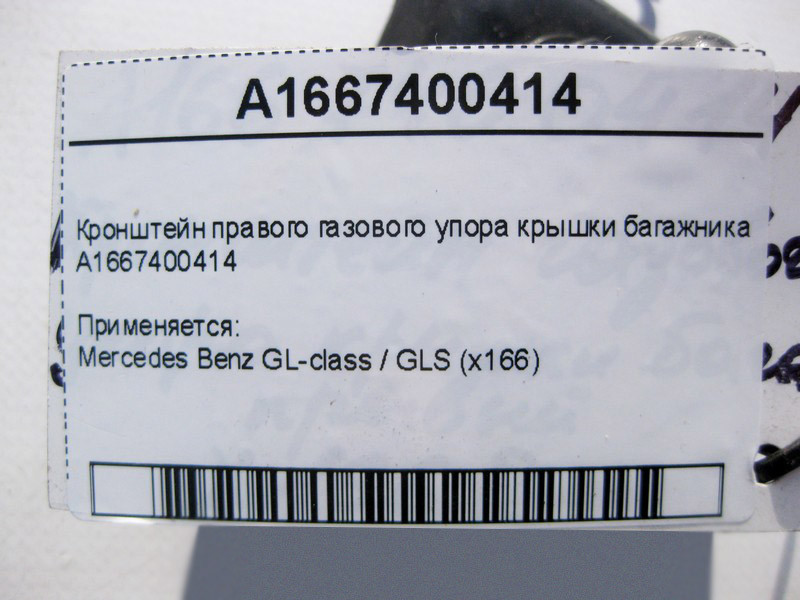 A1667400414
Кронштейн правого газового упора крышки багажника
A1667400414
Применяется:
Mercedes Benz GL-class / GLS (x166)